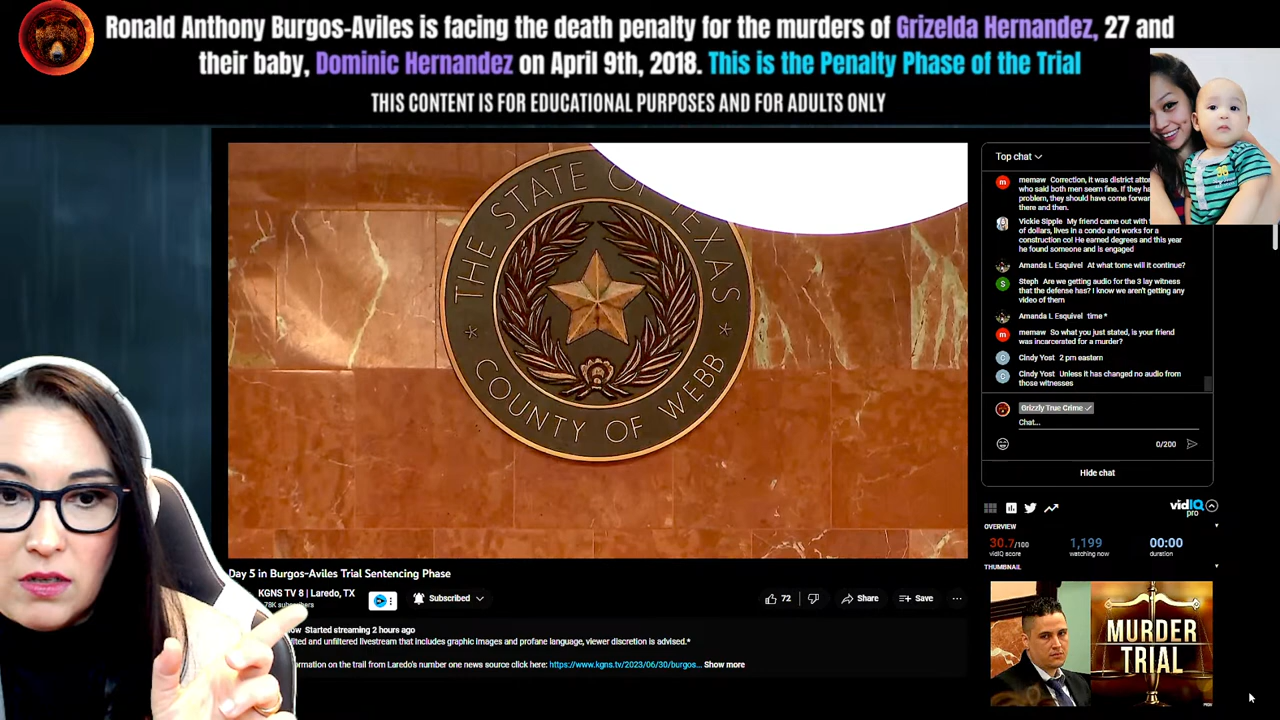 Ronald Anthony Burgos-Aviles is facing the death penalty for the murders of Grizelda Hernandez, 27 and
their baby, Dominic Hernandez on April 9th, 2018. This is the Penalty Phase of the Trial
THIS CONTENT IS FOR EDUCATIONAL PURPOSES AND FOR ADULTS ONLY
THE STATE OF TEXAS
COUNTY OF WEBB
Top chat
m
memaw Correction, it was district attor
who said both men seem fine. If they ha
problem, they should have come forwar
there and then.
Vickie Sipple My friend came out with
of dollars, lives in a condo and works for a
construction co! He earned degrees and this year
he found someone and is engaged
Amanda L Esquivel At what tome will it continue?
S
Steph Are we getting audio for the 3 lay witness
that the defense has? I know we aren't getting any
video of them
Amanda L Esquivel time *
m
memaw So what you just stated, is your friend
was incarcerated for a murder?
C
Cindy Yost 2 pm eastern
C
Cindy Yost Unless it has changed no audio from
those witnesses
Grizzly True Crime
Chat...
0/200
Hide chat
vidIQ
pro
OVERVIEW
30.7/100
vidIQ score
1,199
watching now
00:00
duration
THUMBNAIL
MURDER
TRIAL
Day 5 in Burgos-Aviles Trial Sentencing Phase
KGNS TV 8 | Laredo, TX
78K subscribers
Subscribed
72
Share
Save
now Started streaming 2 hours ago
ited and unfiltered livestream that includes graphic images and profane language, viewer discretion is advised.*
ormation on the trail from Laredo's number one news source click here: https://www.kgns.tv/2023/06/30/burgos... Show more